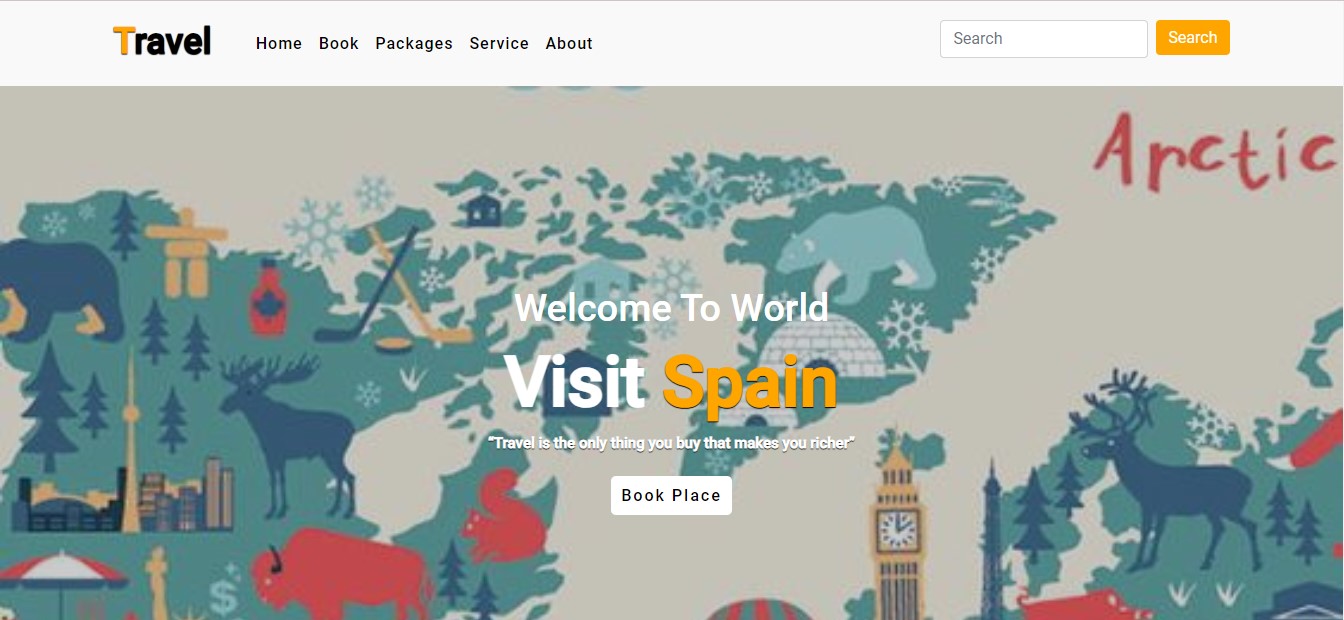 Travel Home Book Packages Service About Search Search
Arctic
Welcome To World
Visit Spain
“Travel is the only thing you buy that makes you richer”
Book Place
$